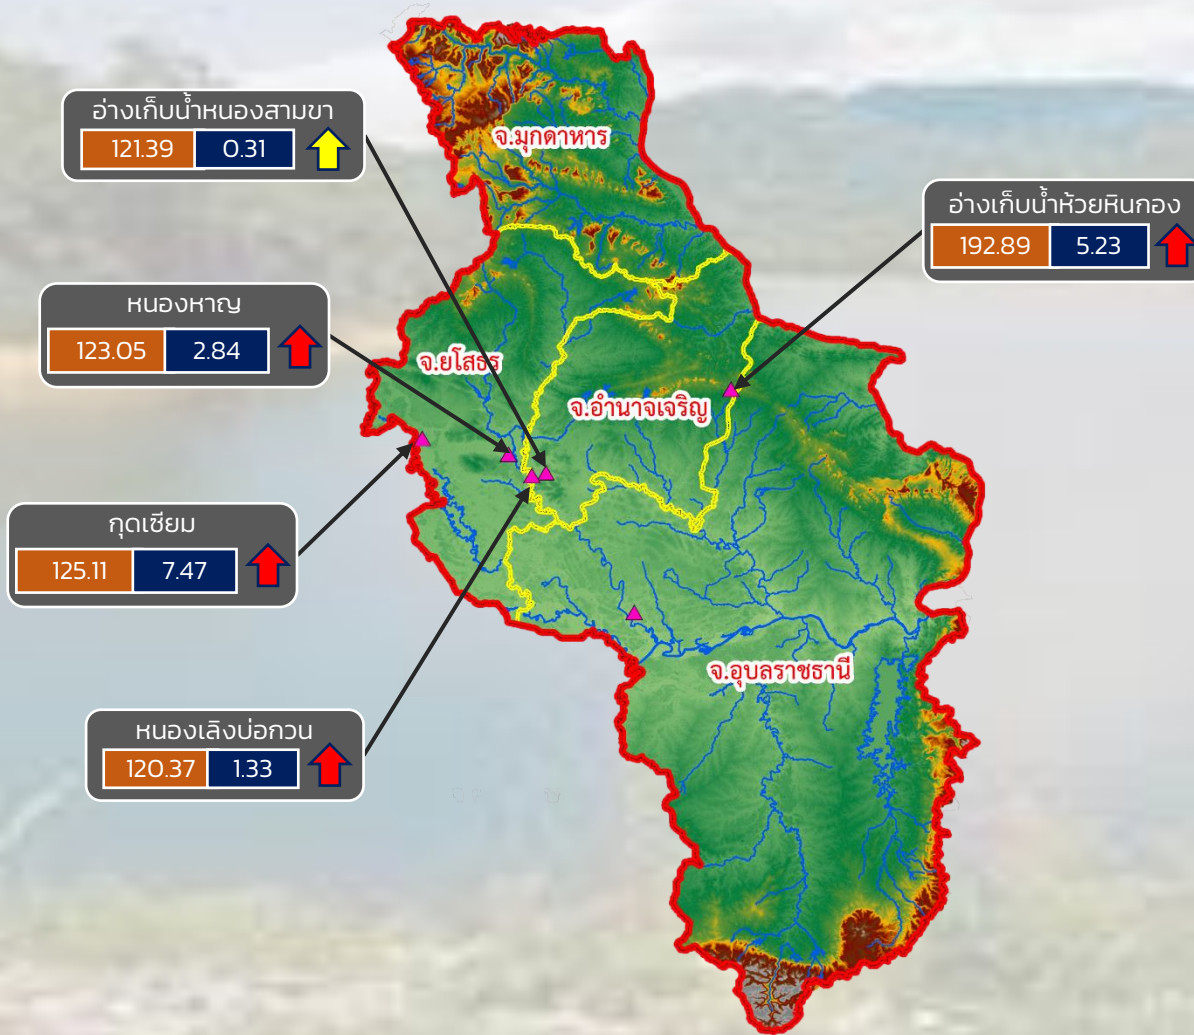 อ่างเก็บน้ำหนองสามขา
121.39 0.31
จ.มุกดาหาร
อ่างเก็บน้ำห้วยหินกอง
192.89 5.23
หนองหาญ
123.05 2.84
จ.ยโสธร
จ.อำนาจเจริญ
กุดเซียม
125.11 7.47
จ.อุบลราชธานี
หนองเลิงบ่อกวน
120.37 1.33